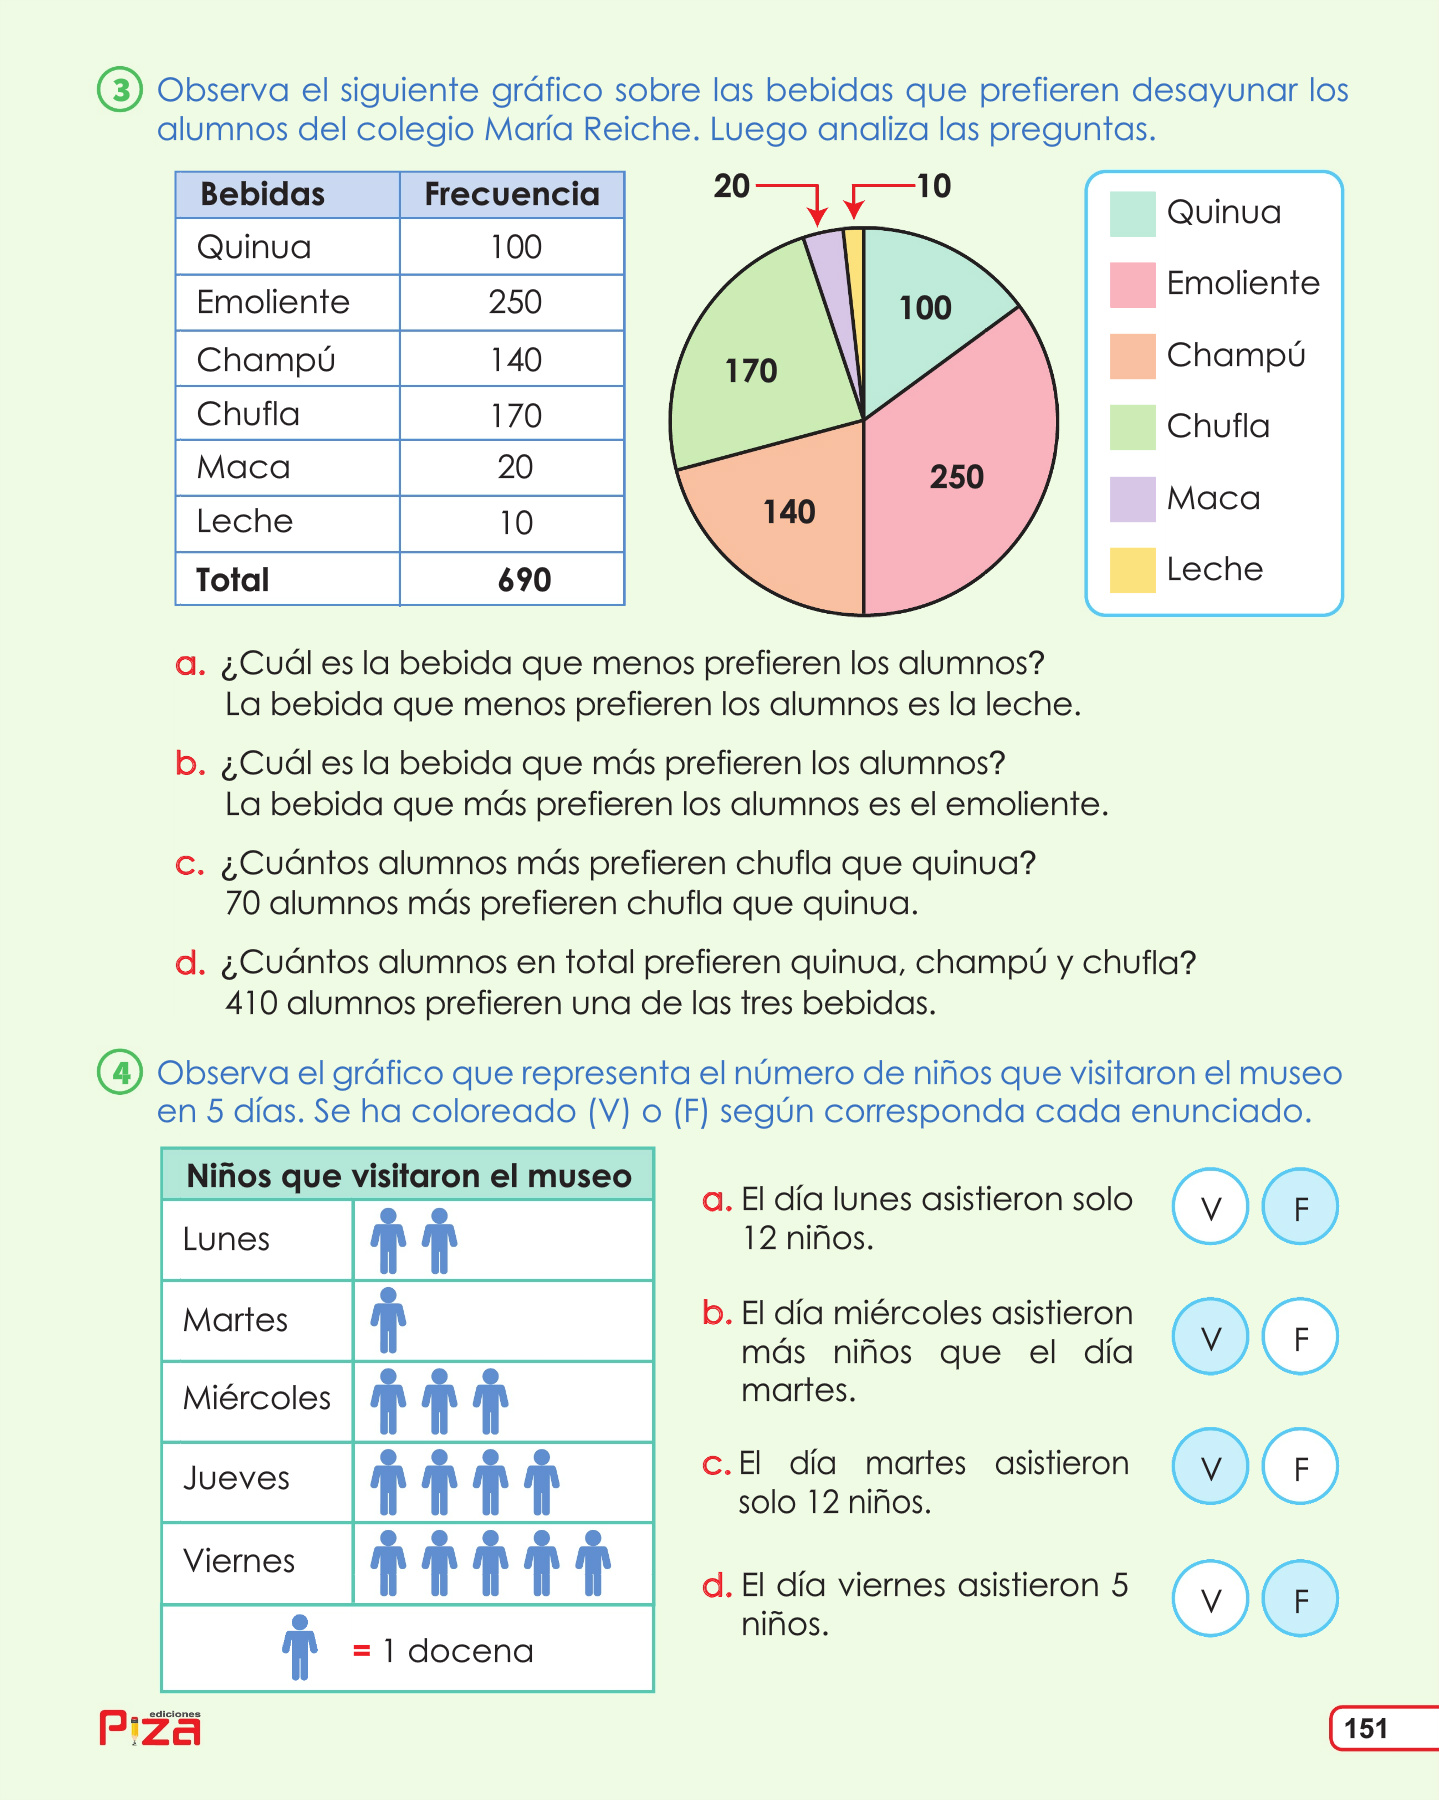 3 Observa el siguiente gráfico sobre las bebidas que prefieren desayunar los
alumnos del colegio María Reiche. Luego analiza las preguntas.
Bebidas Frecuencia
Quinua 100
Emoliente 250
Champú 140
Chufla 170
Maca 20
Leche 10
Total 690
20 10
100
170
250
140
Quinua
Emoliente
Champú
Chufla
Maca
Leche
a. ¿Cuál es la bebida que menos prefieren los alumnos?
La bebida que menos prefieren los alumnos es la leche.
b. ¿Cuál es la bebida que más prefieren los alumnos?
La bebida que más prefieren los alumnos es el emoliente.
c. ¿Cuántos alumnos más prefieren chufla que quinua?
70 alumnos más prefieren chufla que quinua.
d. ¿Cuántos alumnos en total prefieren quinua, champú y chufla?
410 alumnos prefieren una de las tres bebidas.
4 Observa el gráfico que representa el número de niños que visitaron el museo
en 5 días. Se ha coloreado (V) o (F) según corresponda cada enunciado.
Niños que visitaron el museo
Lunes
Martes
Miércoles
Jueves
Viernes
= 1 docena
a. El día lunes asistieron solo
12 niños.
V F
b. El día miércoles asistieron
más niños que el día
martes.
V F
c. El día martes asistieron
solo 12 niños.
V F
d. El día viernes asistieron 5
niños.
V F
ediciones
Piza
151